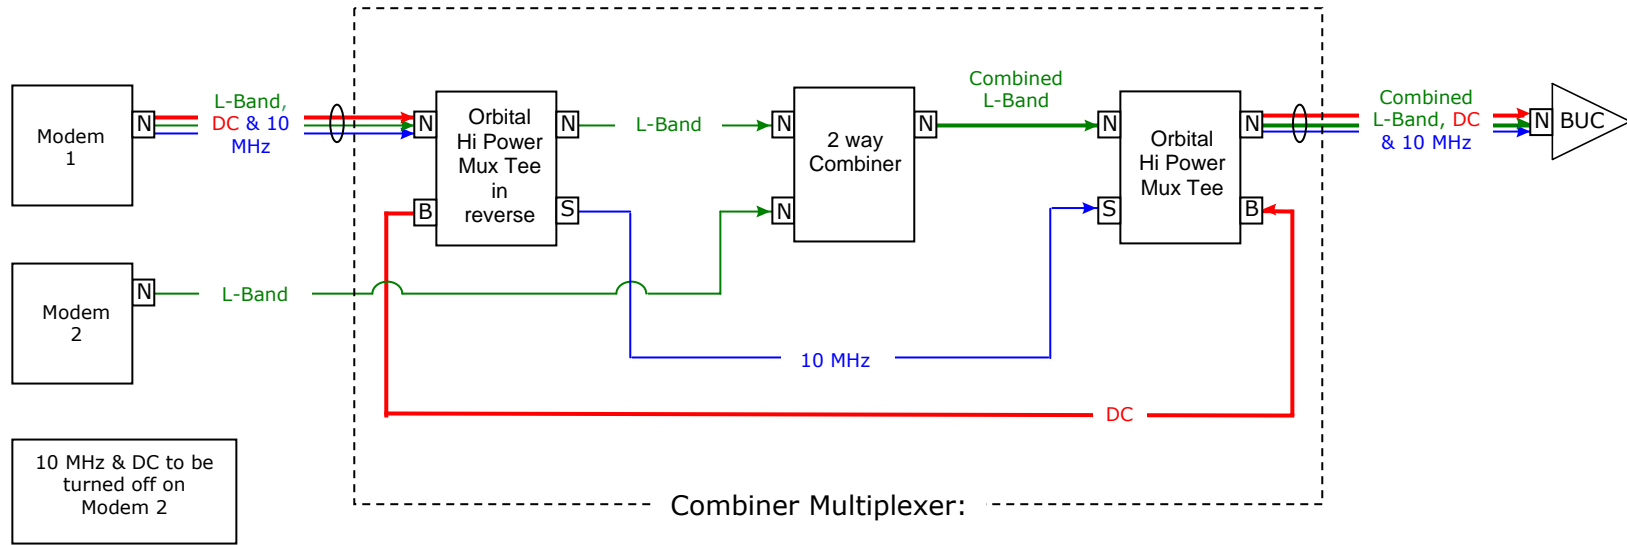 Modem
1
N
L-Band,
DC & 10
MHz
N
Orbital
Hi Power
Mux Tee
in
reverse
B
N
S
L-Band
N
N
2 way
Combiner
N
Combined
L-Band
N
S
Orbital
Hi Power
Mux Tee
N
B
Combined
L-Band, DC
& 10 MHz
N
BUC
Modem
2
N
L-Band
10 MHz
DC
10 MHz & DC to be
turned off on
Modem 2
Combiner Multiplexer: